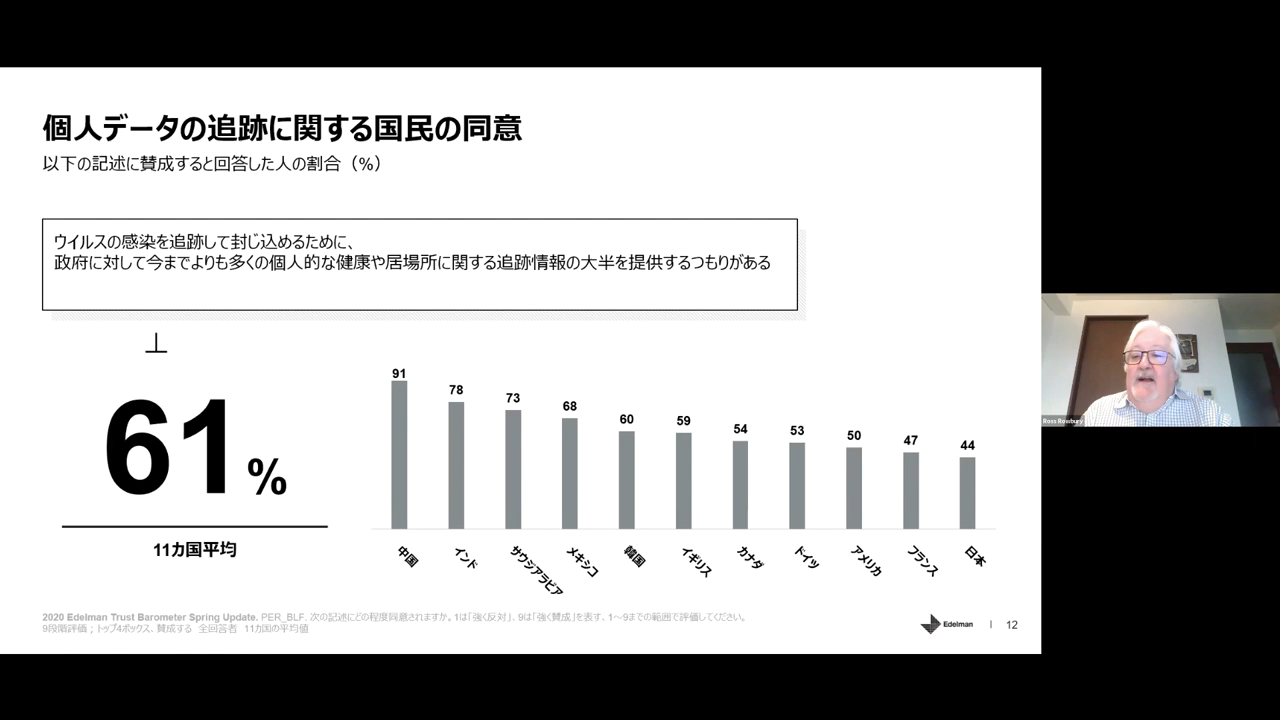 個人データの追跡に関する国民の同意
以下の記述に賛成すると回答した人の割合（%）
ウイルスの感染を追跡して封じ込めるために、
政府に対して今までよりも多くの個人的な健康や居場所に関する追跡情報の大半を提供するつもりがある
61%
11カ国平均
91 78 73 68 60 59 54 53 50 47 44
中国 インド サウジアラビア メキシコ 韓国 イギリス カナダ ドイツ アメリカ フランス 日本
2020 Edelman Trust Barometer Spring Update. PER_BLF. 次の記述にどの程度同意されますか。1は「強く反対」、9は「強く賛成」を表す、1～9までの範囲で評価してください。
9段階評価；トップ4ボックス、賛成する 全回答者 11カ国の平均値
Edelman | 12
Ross Rowbury